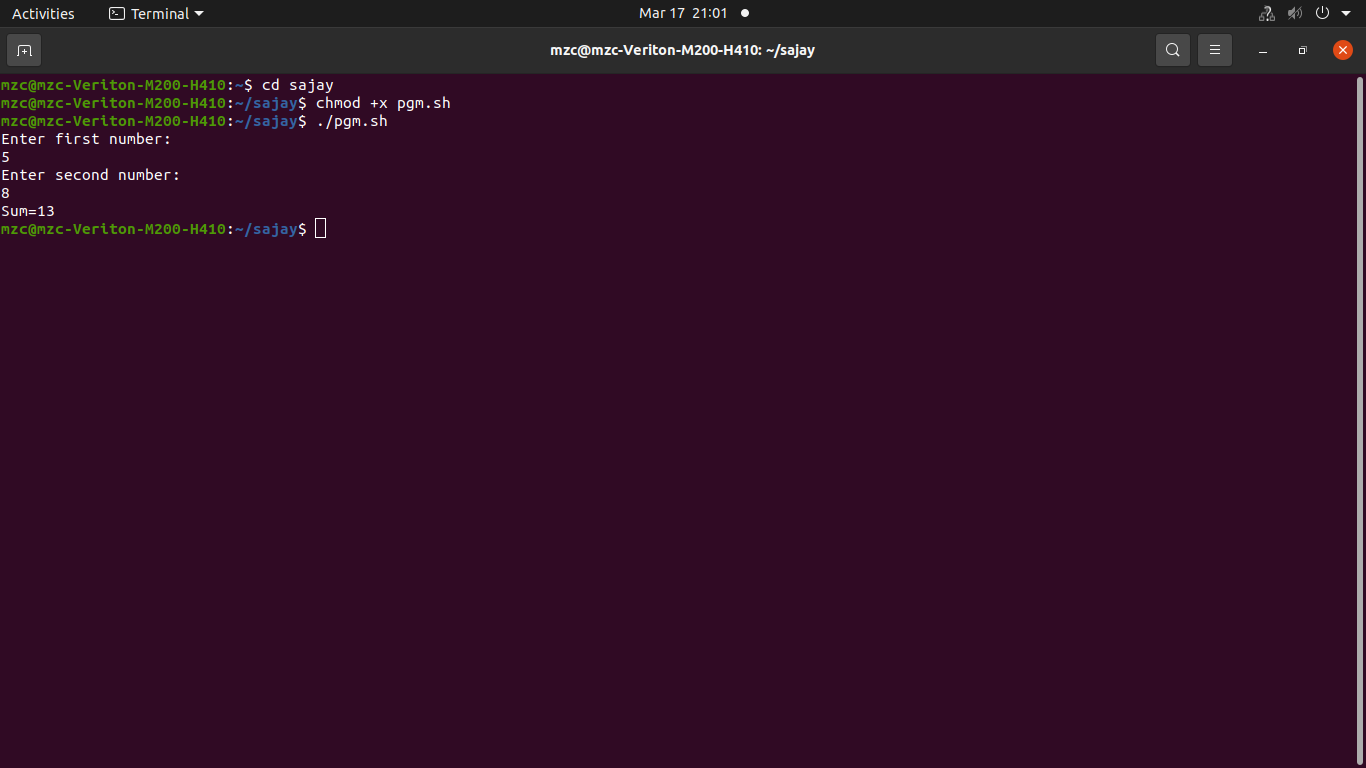 Activities Terminal Mar 17 21:01
mzc@mzc-Veriton-M200-H410: ~/sajay
mzc@mzc-Veriton-M200-H410:~$ cd sajay
mzc@mzc-Veriton-M200-H410:~/sajay$ chmod +x pgm.sh
mzc@mzc-Veriton-M200-H410:~/sajay$ ./pgm.sh
Enter first number:
5
Enter second number:
8
Sum=13
mzc@mzc-Veriton-M200-H410:~/sajay$